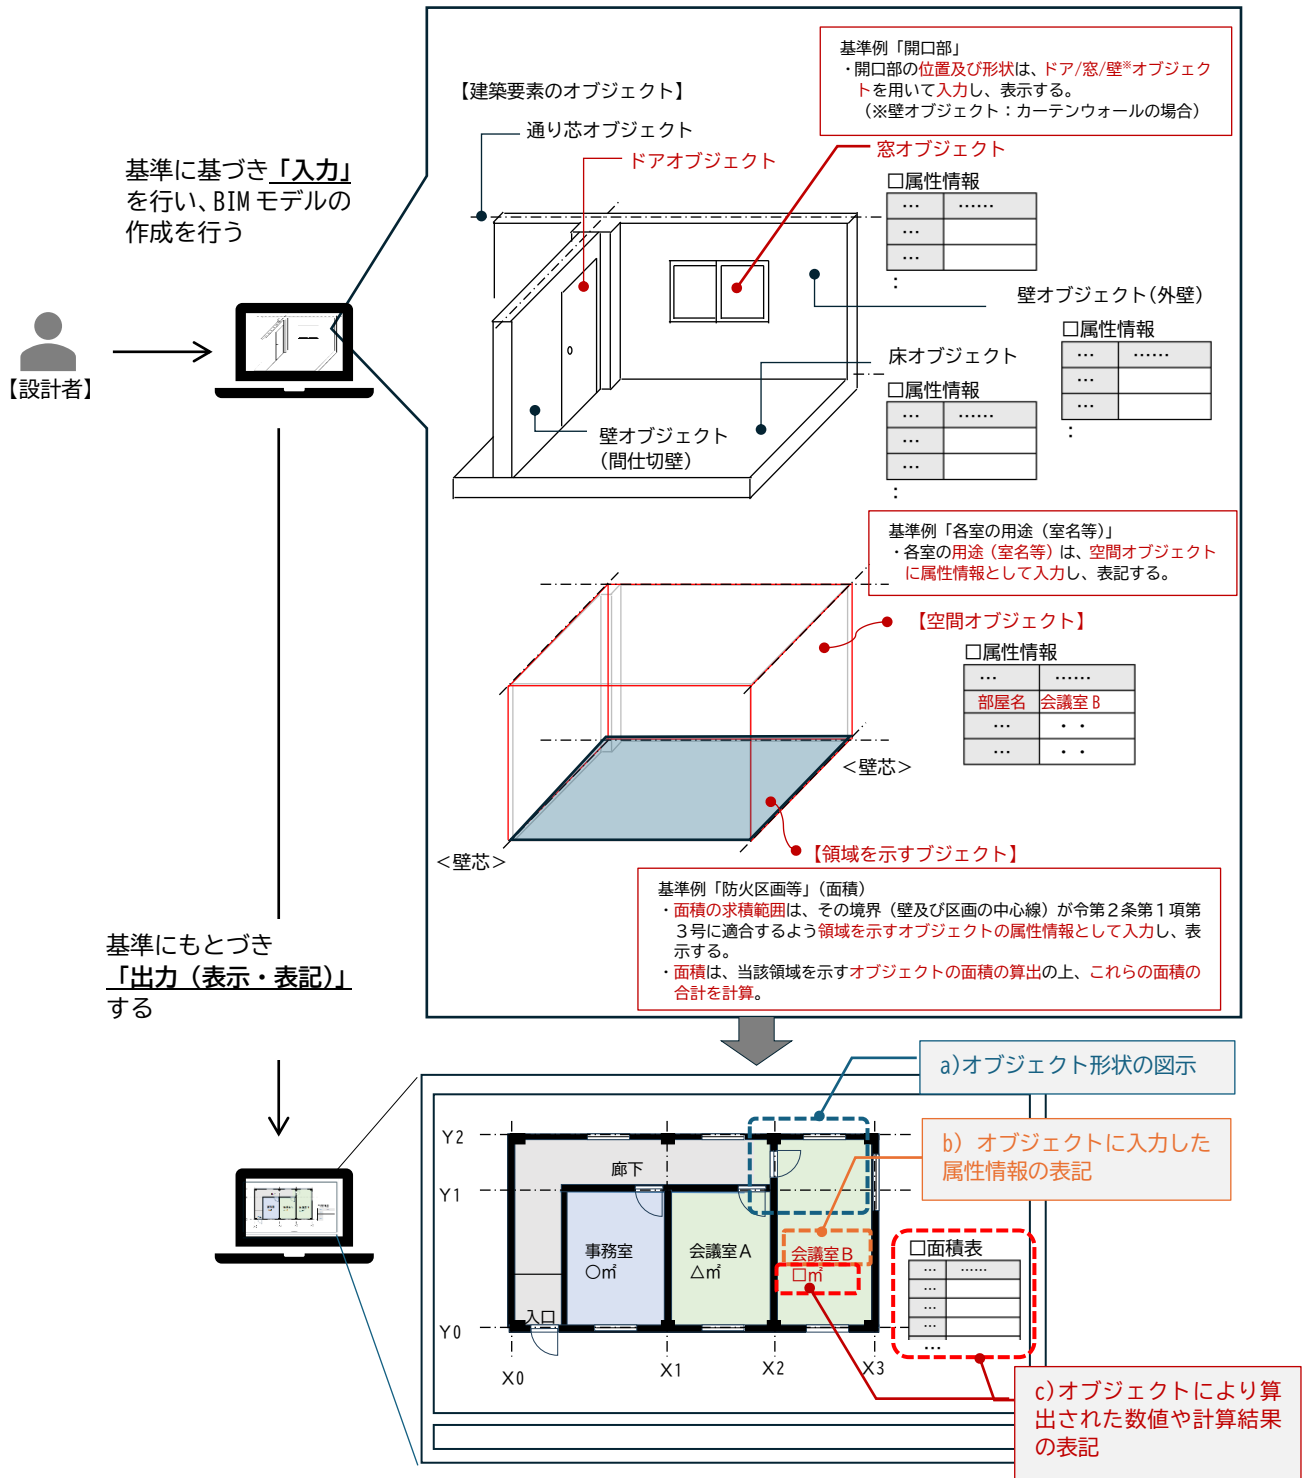 基準例「開口部」
・開口部の位置及び形状は、ドア/窓/壁※オブジェク
トを用いて入力し、表示する。
（※壁オブジェクト：カーテンウォールの場合）
【建築要素のオブジェクト】
通り芯オブジェクト
ドアオブジェクト
窓オブジェクト
□属性情報
… ……
…
…
：
基準に基づき「入力」
を行い、BIMモデルの
作成を行う
【設計者】
壁オブジェクト(外壁)
□属性情報
… ……
…
…
：
床オブジェクト
□属性情報
… ……
…
…
：
壁オブジェクト
(間仕切壁)
基準例「各室の用途（室名等）」
・各室の用途（室名等）は、空間オブジェクト
に属性情報として入力し、表記する。
【空間オブジェクト】
□属性情報
… ……
部屋名 会議室B
… ・・
… ・・
<壁芯>
<壁芯>
【領域を示すブジェクト】
基準例「防火区画等」(面積)
・面積の求積範囲は、その境界（壁及び区画の中心線）が令第２条第１項第
３号に適合するよう領域を示すオブジェクトの属性情報として入力し、表
示する。
・面積は、当該領域を示すオブジェクトの面積の算出の上、これらの面積の
合計を計算。
基準にもとづき
「出力（表示・表記）」
する
a)オブジェクト形状の図示
b) オブジェクトに入力した
属性情報の表記
Y2
廊下
Y1
事務室
○㎡
会議室A
△㎡
会議室B
□㎡
□面積表
… ……
…
…
…
…
入口
Y0
X0
X1
X2
X3
c)オブジェクトにより算
出された数値や計算結果
の表記